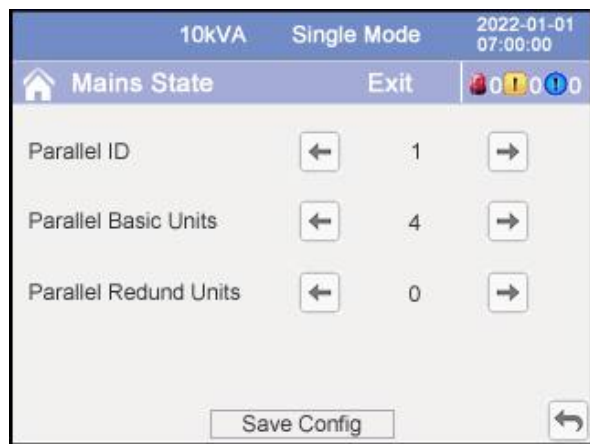 10kVA Single Mode 2022-01-01
07:00:00
Mains State Exit 0 ! 0 ! 0
Parallel ID 1
Parallel Basic Units 4
Parallel Redund Units 0
Save Config